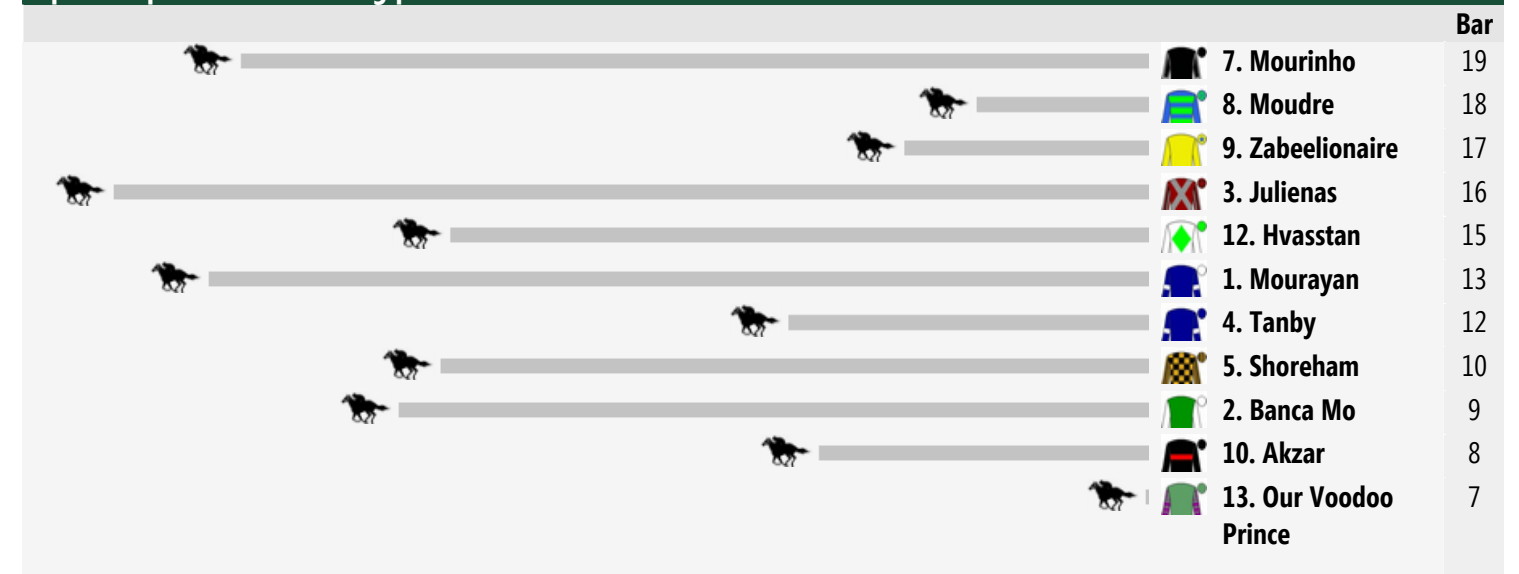 Bar
7. Mourinho 19
8. Moudre 18
9. Zabeelionaire 17
3. Julienas 16
12. Hvasstan 15
1. Mourayan 13
4. Tanby 12
5. Shoreham 10
2. Banca Mo 9
10. Akzar 8
13. Our Voodoo 7
Prince